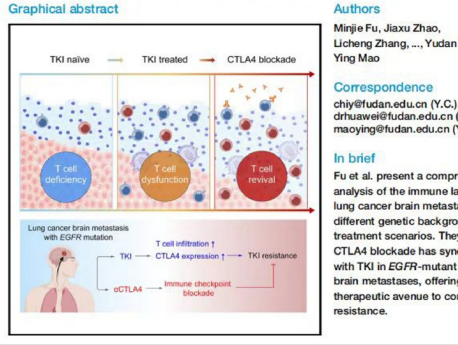 Graphical abstract
TKI naïve
TKI treated
CTLA4 blockade
T cell
deficiency
T cell
dysfunction
T cell
revival
Lung cancer brain metastasis
with EGFR mutation
TKI
T cell infiltration ↑
CTLA4 expression ↑
TKI resistance
αCTLA4
Immune checkpoint
blockade
Authors
Minjie Fu, Jiaxu Zhao,
Licheng Zhang, ..., Yudan
Ying Mao
Correspondence
chiy@fudan.edu.cn (Y.C.)
drhuawei@fudan.edu.cn (
maoying@fudan.edu.cn (Y
In brief
Fu et al. present a compr
analysis of the immune la
lung cancer brain metasta
different genetic backgrou
treatment scenarios. They
CTLA4 blockade has syne
with TKI in EGFR-mutant
brain metastases, offering
therapeutic avenue to co
resistance.